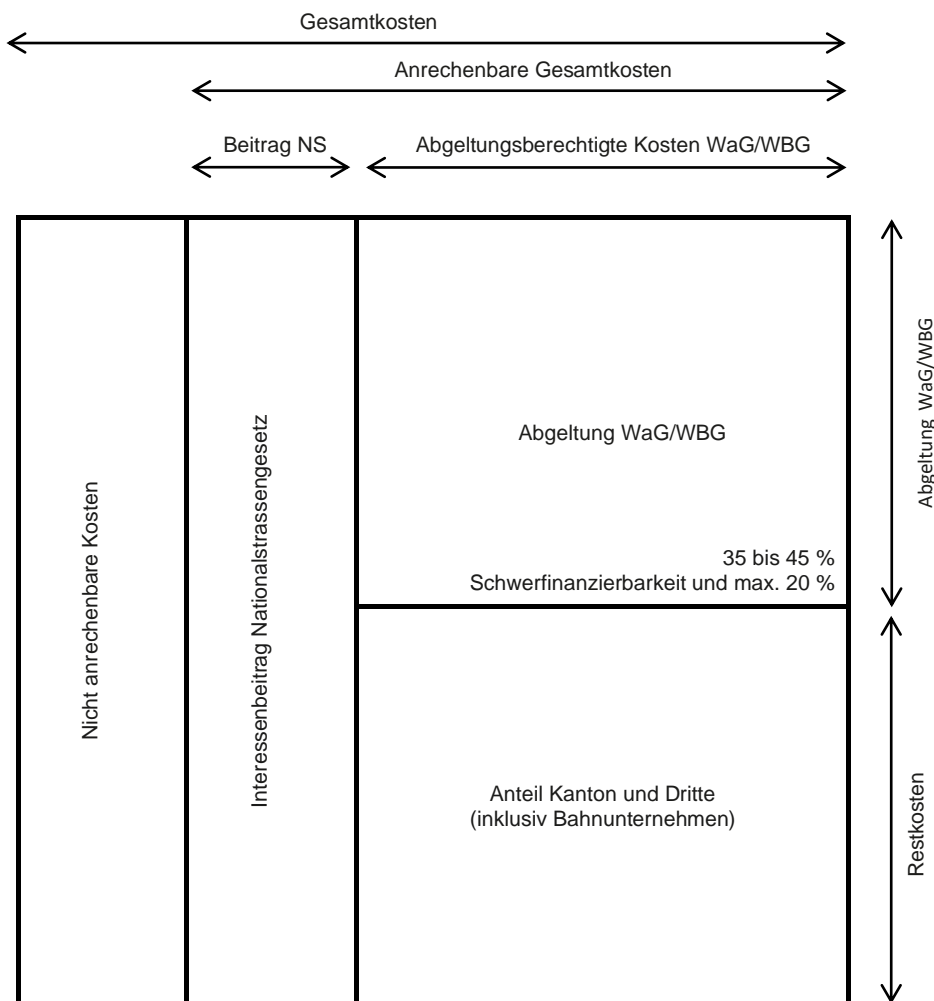 Gesamtkosten
Anrechenbare Gesamtkosten
Beitrag NS
Abgeltungsberechtigte Kosten WaG/WBG
Nicht anrechenbare Kosten
Interessenbeitrag Nationalstrassengesetz
Abgeltung WaG/WBG
35 bis 45 %
Schwerfinanzierbarkeit und max. 20 %
Abgeltung WaG/WBG
Anteil Kanton und Dritte
(inklusiv Bahnunternehmen)
Restkosten